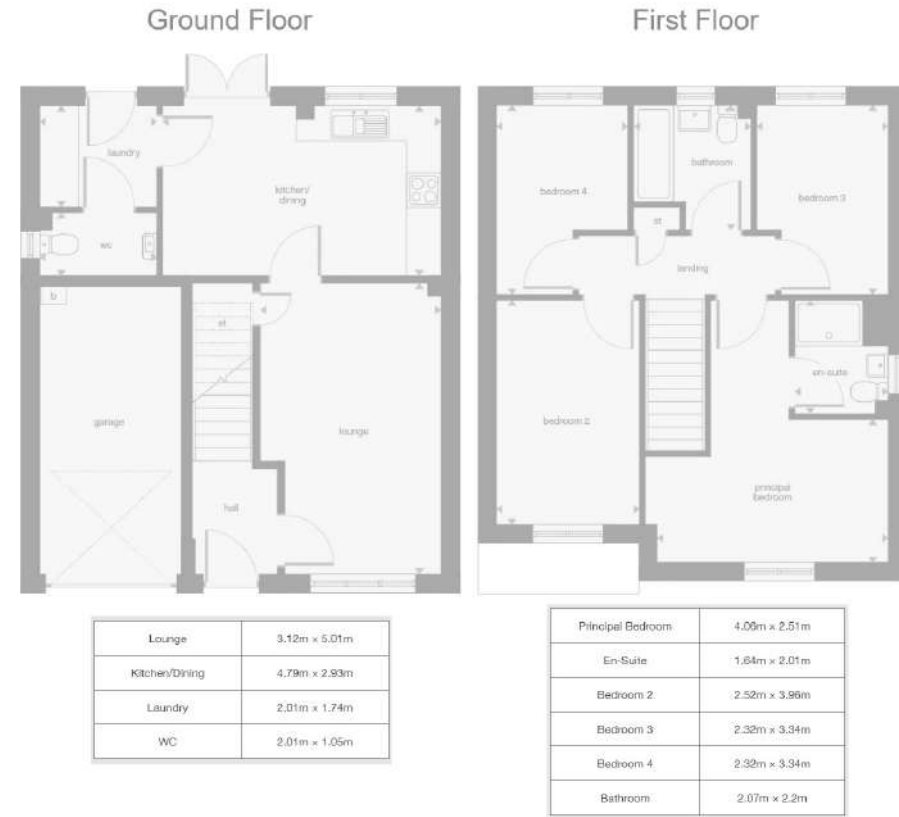 Ground Floor
laundry
kitchen/
dining
wc
b
st
garage
lounge
hall
Lounge 3.12m × 5.01m
Kitchen/Dining 4.79m × 2.93m
Laundry 2.01m × 1.74m
WC 2.01m × 1.05m
First Floor
bedroom 4
bathroom
bedroom 3
st
landing
en-suite
bedroom 2
principal
bedroom
Principal Bedroom 4.06m × 2.51m
En-Suite 1.64m × 2.01m
Bedroom 2 2.52m × 3.96m
Bedroom 3 2.32m × 3.34m
Bedroom 4 2.32m × 3.34m
Bathroom 2.07m × 2.2m